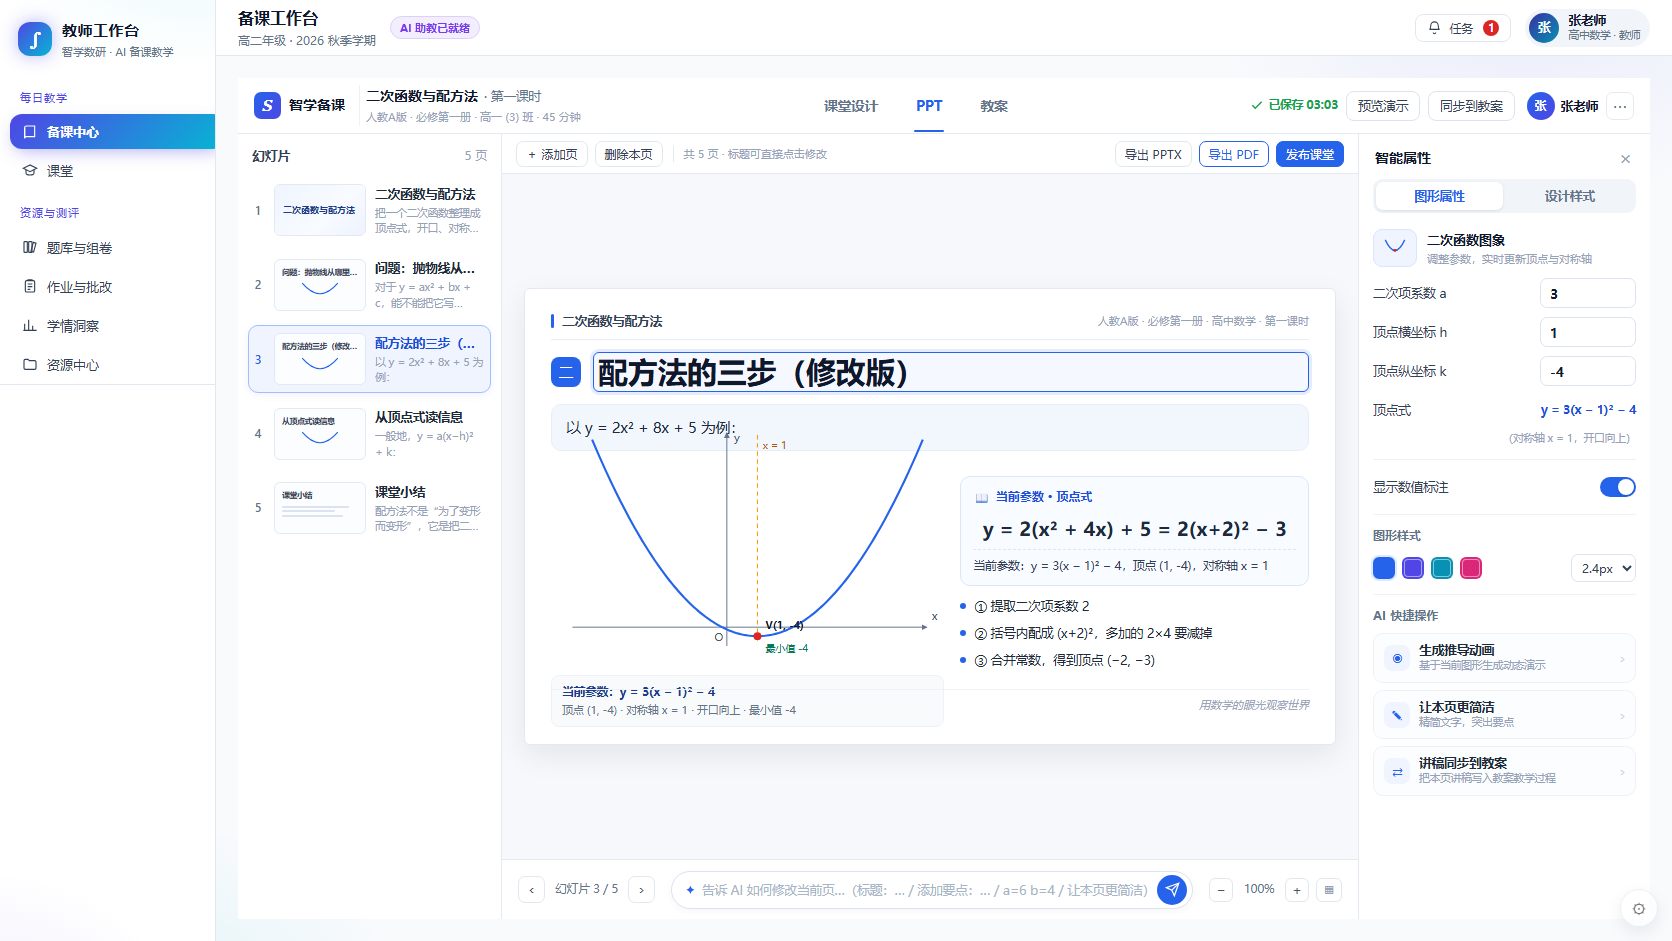 教师工作台
智学数研 · AI 备课教学
每日教学
备课中心
课堂
资源与测评
题库与组卷
作业与批改
学情洞察
资源中心
备课工作台
高二年级 · 2026 秋季学期
AI 助教已就绪
任务 1
张
张老师
高中数学 · 教师
S 智学备课
二次函数与配方法 · 第一课时
人教A版 · 必修第一册 · 高一 (3) 班 · 45 分钟
课堂设计
PPT
教案
✓ 已保存 03:03
预览演示
同步到教案
张 张老师
···
幻灯片 5 页
1
二次函数与配方法
二次函数与配方法
把一个二次函数整理成
顶点式，开口、对称...
2
问题：抛物线从哪里...
问题：抛物线从...
对于 y = ax² + bx +
c，能不能把它写...
3
配方法的三步（修改...
配方法的三步（...
以 y = 2x² + 8x + 5 为
例：
4
从顶点式读信息
从顶点式读信息
一般地，y = a(x−h)²
+ k：
5
课堂小结
课堂小结
配方法不是“为了变形
而变形”，它是把二...
+ 添加页
删除本页
共 5 页 · 标题可直接点击修改
导出 PPTX
导出 PDF
发布课堂
二次函数与配方法
人教A版 · 必修第一册 · 高中数学 · 第一课时
二 配方法的三步（修改版）
以 y = 2x² + 8x + 5 为例：
y
x = 1
x
O
V(1, -4)
最小值 -4
当前参数 • 顶点式
y = 2(x² + 4x) + 5 = 2(x+2)² − 3
当前参数：y = 3(x − 1)² − 4，顶点 (1, -4)，对称轴 x = 1
① 提取二次项系数 2
② 括号内配成 (x+2)²，多加的 2×4 要减掉
③ 合并常数，得到顶点 (−2, −3)
当前参数：y = 3(x − 1)² − 4
顶点 (1, -4) · 对称轴 x = 1 · 开口向上 · 最小值 -4
用数学的眼光观察世界
‹ 幻灯片 3 / 5 ›
告诉 AI 如何修改当前页...（标题：... / 添加要点：... / a=6 b=4 / 让本页更简洁）
− 100% +
智能属性 ×
图形属性
设计样式
二次函数图象
调整参数，实时更新顶点与对称轴
二次项系数 a 3
顶点横坐标 h 1
顶点纵坐标 k -4
顶点式 y = 3(x − 1)² − 4
(对称轴 x = 1，开口向上)
显示数值标注
图形样式
2.4px
AI 快捷操作
生成推导动画
基于当前图形生成动态演示
让本页更简洁
精简文字，突出要点
讲稿同步到教案
把本页讲稿写入教案教学过程